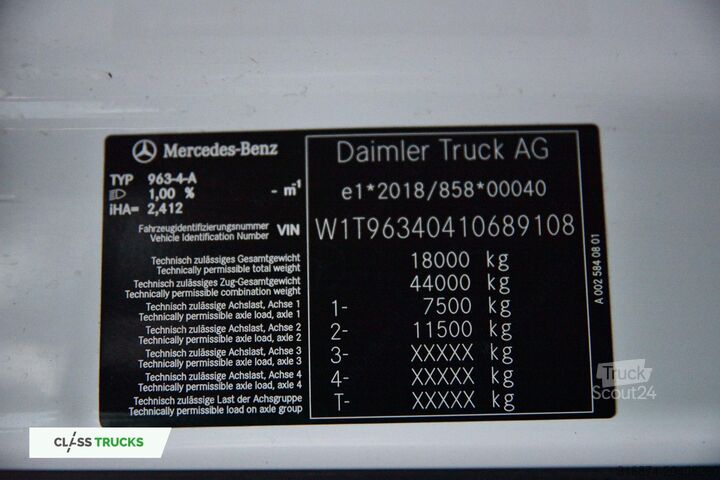 Mercedes-Benz
Daimler Truck AG
TYP 963-4-A
1,00 % - m⁻¹
e1*2018/858*00040
iHA= 2,412
Fahrzeugidentifizierungsnummer
Vehicle Identification Number VIN W1T96340410689108
Technisch zulässiges Gesamtgewicht
Technically permissible total weight 18000 kg
Technisch zulässiges Zug-Gesamtgewicht
Technically permissible combination weight 44000 kg
Technisch zulässige Achslast, Achse 1
Technically permissible axle load, axle 1 1- 7500 kg
Technisch zulässige Achslast, Achse 2
Technically permissible axle load, axle 2 2- 11500 kg
Technisch zulässige Achslast, Achse 3
Technically permissible axle load, axle 3 3- XXXXX kg
Technisch zulässige Achslast, Achse 4
Technically permissible axle load, axle 4 4- XXXXX kg
Technisch zulässige Last der Achsgruppe
Technically permissible load on axle group T- XXXXX kg
A 002 584 08 01
Truck
Scout24
CLASSTRUCKS